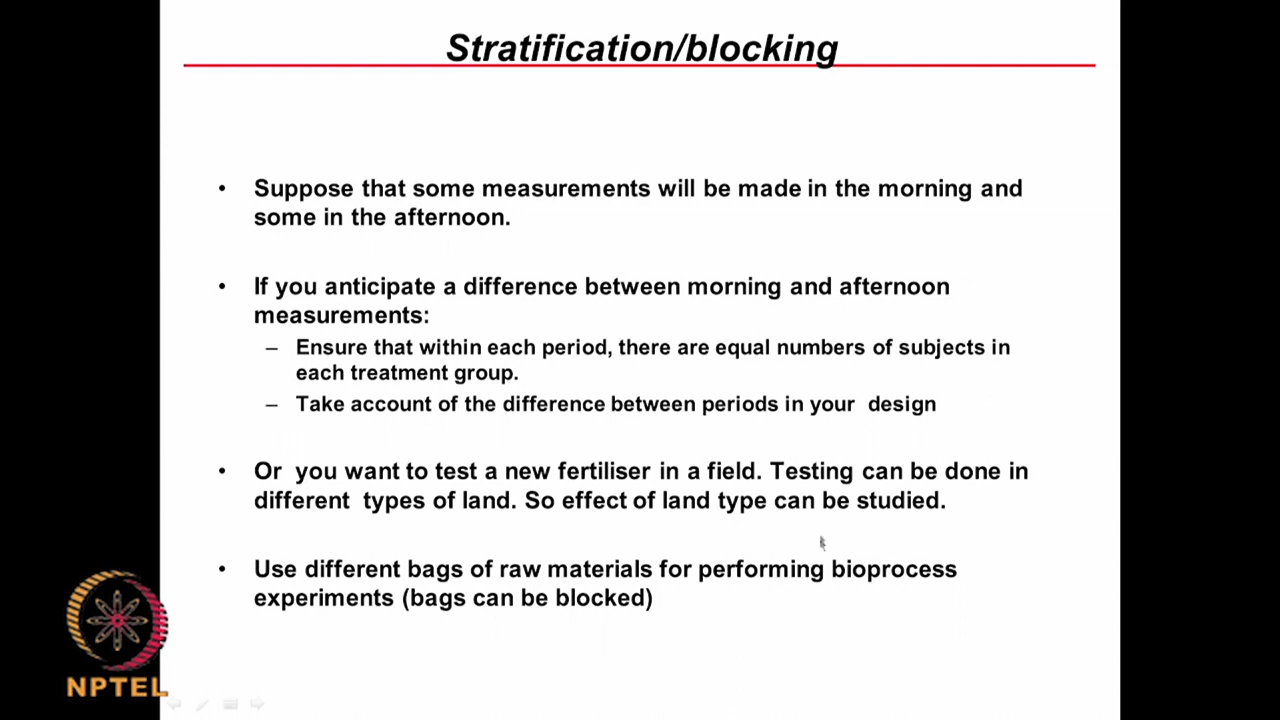 Stratification/blocking
• Suppose that some measurements will be made in the morning and
some in the afternoon.
• If you anticipate a difference between morning and afternoon
measurements:
– Ensure that within each period, there are equal numbers of subjects in
each treatment group.
– Take account of the difference between periods in your design
• Or you want to test a new fertiliser in a field. Testing can be done in
different types of land. So effect of land type can be studied.
• Use different bags of raw materials for performing bioprocess
experiments (bags can be blocked)
NPTEL